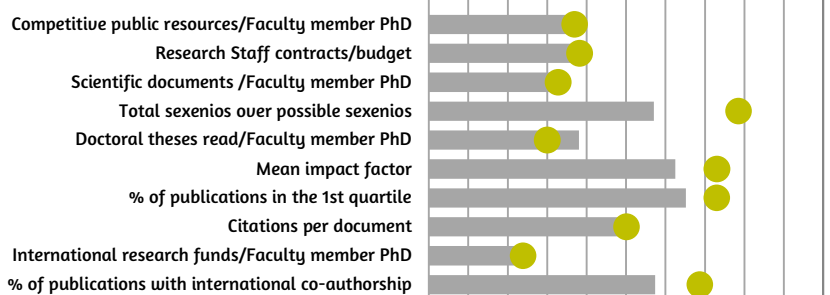 Competitive public resources/Faculty member PhD
Research Staff contracts/budget
Scientific documents /Faculty member PhD
Total sexenios over possible sexenios
Doctoral theses read/Faculty member PhD
Mean impact factor
% of publications in the 1st quartile
Citations per document
International research funds/Faculty member PhD
% of publications with international co-authorship